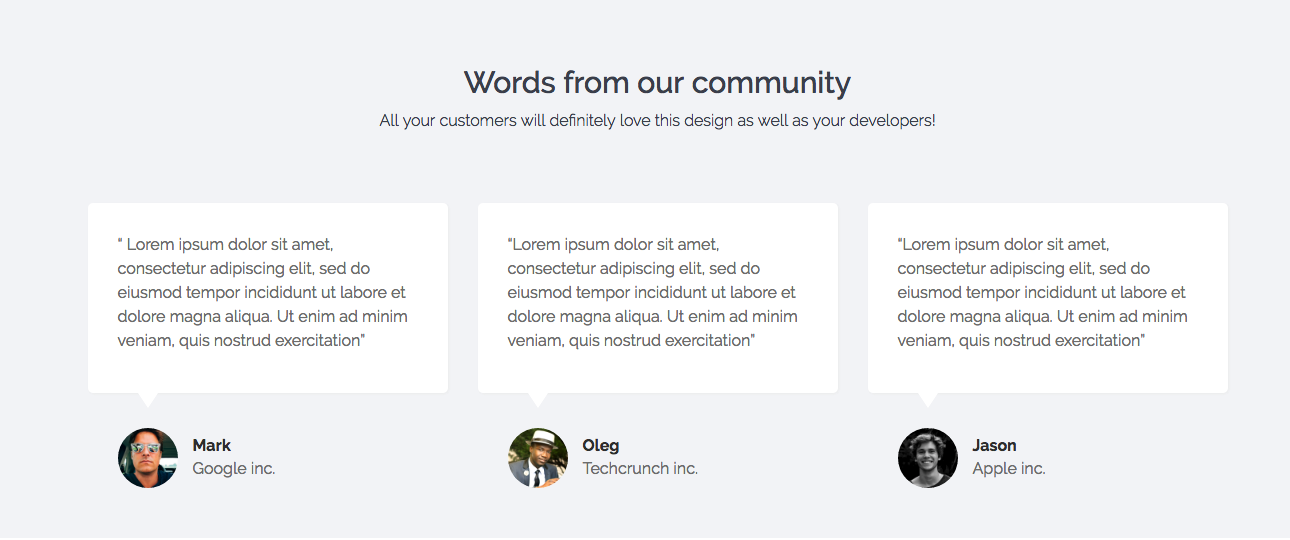 Words from our community
All your customers will definitely love this design as well as your developers!
" Lorem ipsum dolor sit amet,
consectetur adipiscing elit, sed do
eiusmod tempor incididunt ut labore et
dolore magna aliqua. Ut enim ad minim
veniam, quis nostrud exercitation"
Mark
Google inc.
"Lorem ipsum dolor sit amet,
consectetur adipiscing elit, sed do
eiusmod tempor incididunt ut labore et
dolore magna aliqua. Ut enim ad minim
veniam, quis nostrud exercitation"
Oleg
Techcrunch inc.
"Lorem ipsum dolor sit amet,
consectetur adipiscing elit, sed do
eiusmod tempor incididunt ut labore et
dolore magna aliqua. Ut enim ad minim
veniam, quis nostrud exercitation"
Jason
Apple inc.